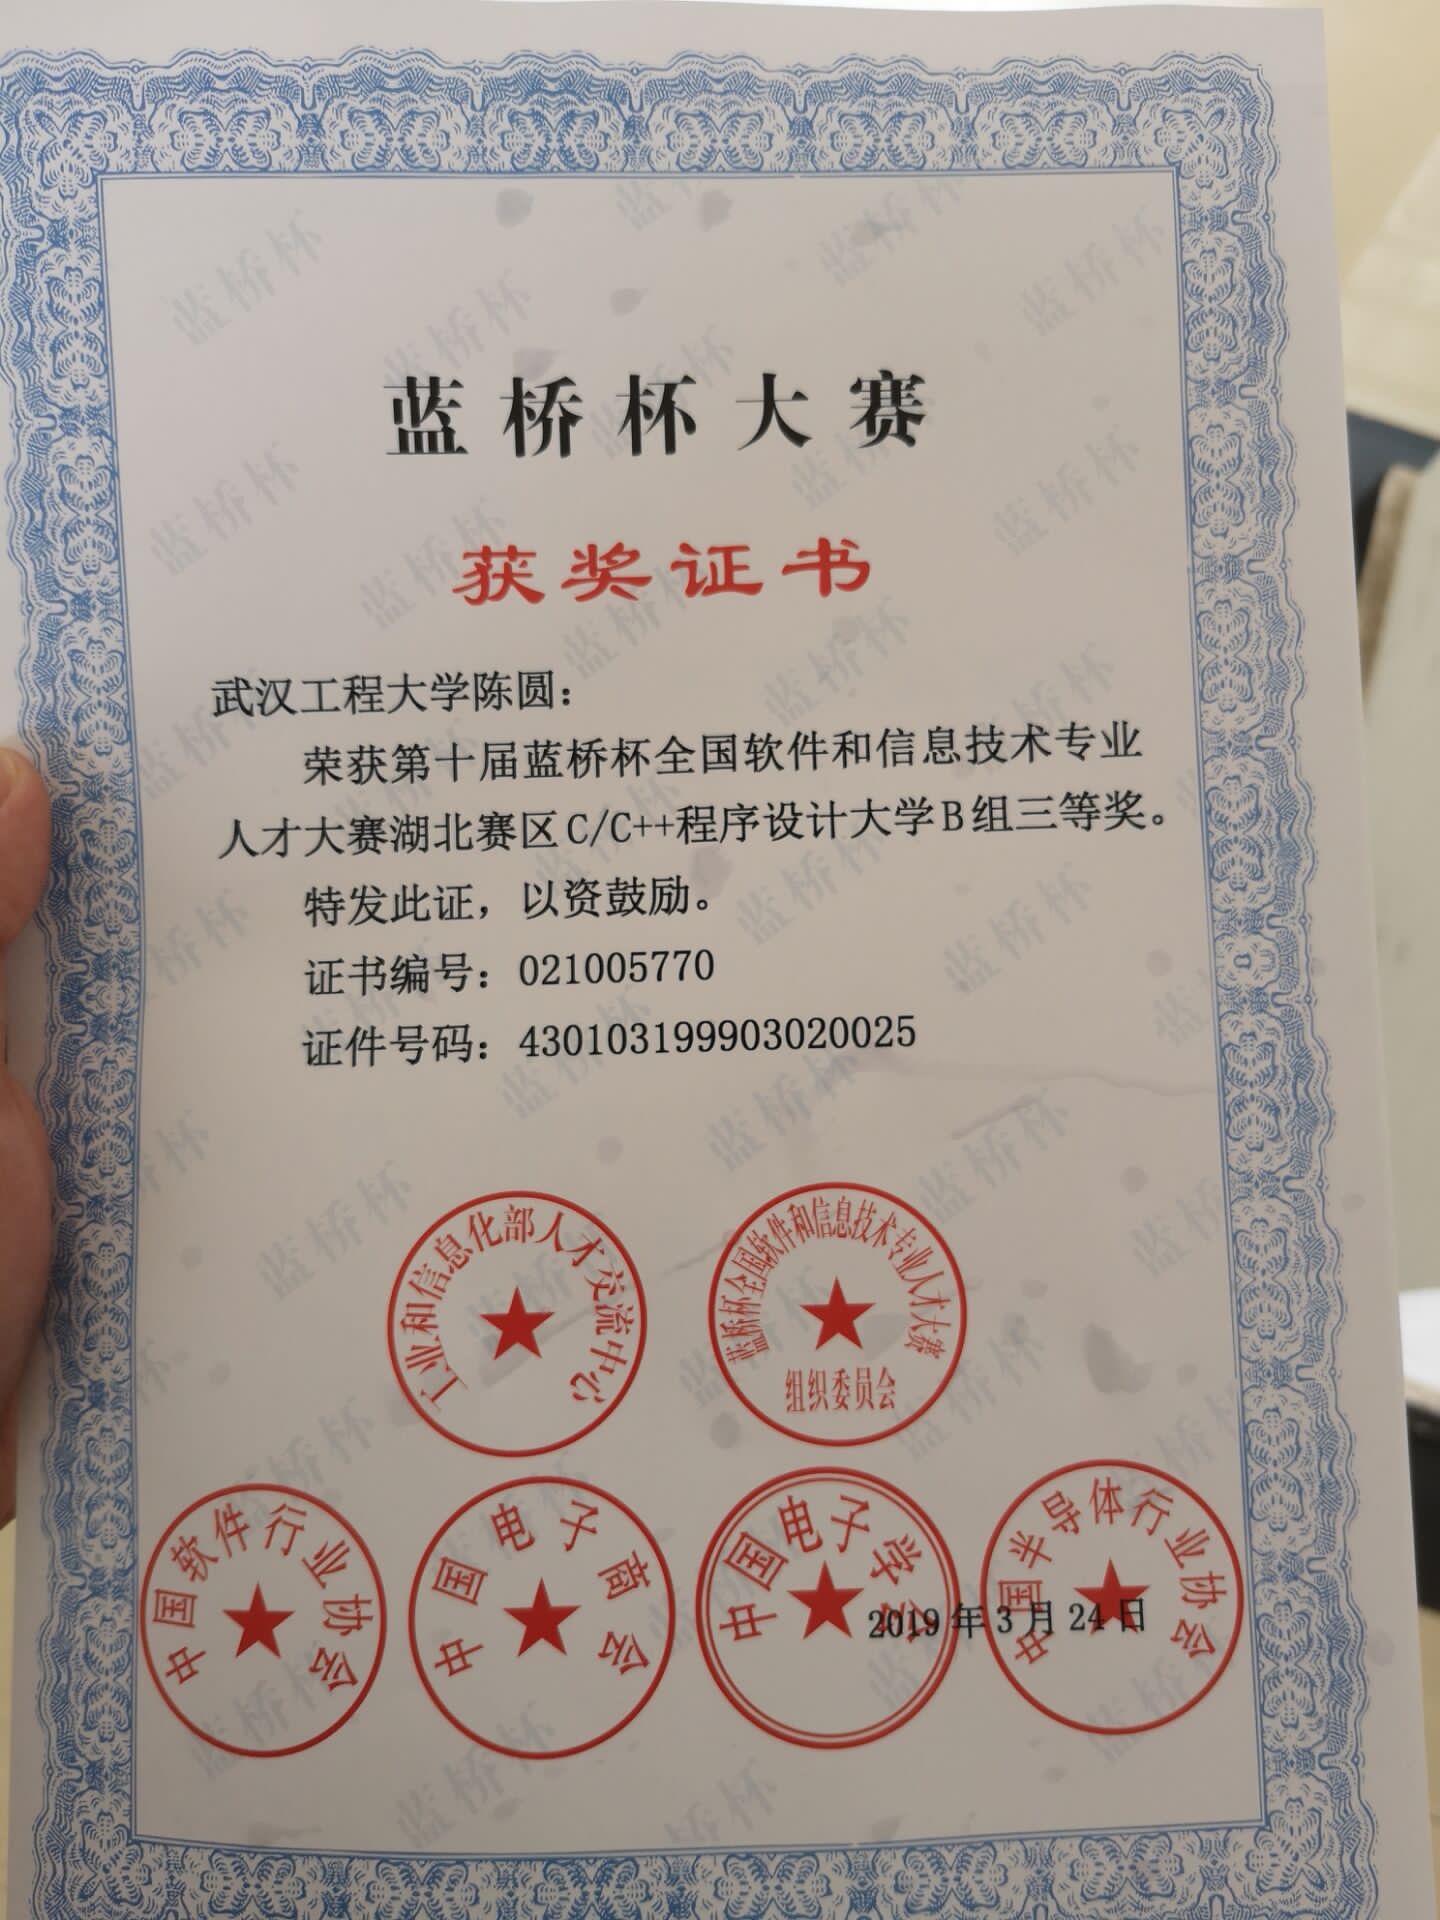 蓝桥杯大赛
获奖证书
武汉工程大学陈圆：
荣获第十届蓝桥杯全国软件和信息技术专业
人才大赛湖北赛区C/C++程序设计大学B组三等奖。
特发此证，以资鼓励。
证书编号：021005770
证件号码：430103199903020025
工业和信息化部人才交流中心
蓝桥杯全国软件和信息技术专业人才大赛
组织委员会
中国软件行业协会
中国电子商会
中国电子学会
中国半导体行业协会
2019年3月24日